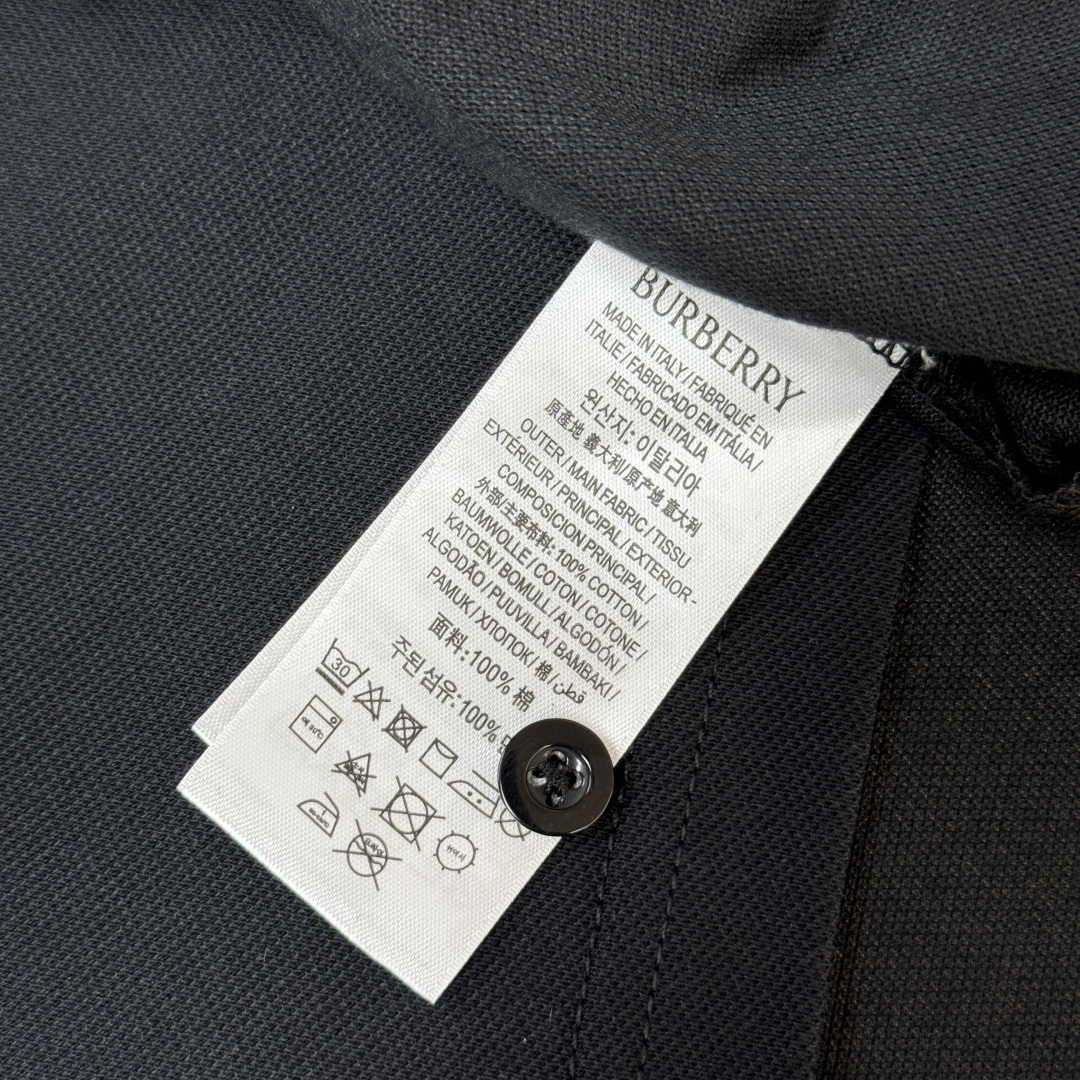 BURBERRY
MADE IN ITALY / FABRIQUÉ EN
ITALIE / FABRICADO EM ITÁLIA /
HECHO EN ITALIA
원산지: 이탈리아
原產地 意大利/原产地 意大利
OUTER / MAIN FABRIC / TISSU
EXTÉRIEUR / PRINCIPAL / EXTERIOR-
COMPOSICION PRINCIPAL /
外部/主要布料: 100% COTTON /
BAUMWOLLE / COTON / COTONE /
KATOEN / BOMULL / ALGODÓN /
ALGODÃO / PUUVILLA / BAMBAKI /
PAMUK / ХЛОПОК / 棉 / قطن
面料: 100% 棉
주된 섬유: 100%
30